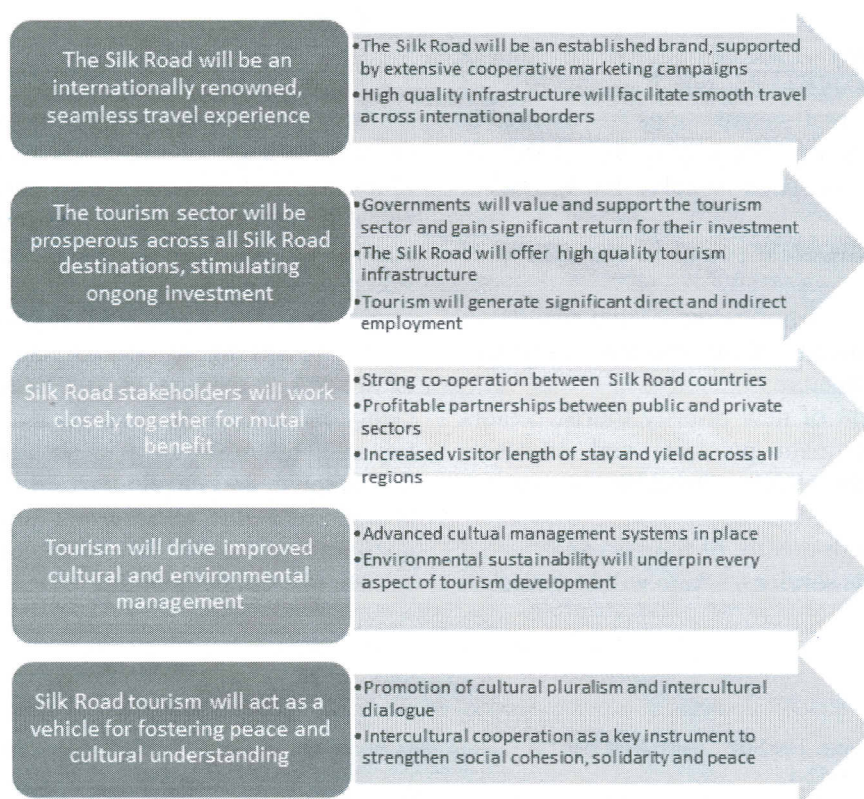 The Silk Road will be an
internationally renowned,
seamless travel experience
•The Silk Road will be an established brand, supported
by extensive cooperative marketing campaigns
•High quality infrastructure will facilitate smooth travel
across international borders
The tourism sector will be
prosperous across all Silk Road
destinations, stimulating
ongong investment
•Governments will value and support the tourism
sector and gain significant return for their investment
•The Silk Road will offer high quality tourism
infrastructure
•Tourism will generate significant direct and indirect
employment
Silk Road stakeholders will work
closely together for mutal
benefit
•Strong co-operation between Silk Road countries
•Profitable partnerships between public and private
sectors
•Increased visitor length of stay and yield across all
regions
Tourism will drive improved
cultural and environmental
management
•Advanced cultual management systems in place
•Environmental sustainability will underpin every
aspect of tourism development
Silk Road tourism will act as a
vehicle for fostering peace and
cultural understanding
•Promotion of cultural pluralism and intercultural
dialogue
•Intercultural cooperation as a key instrument to
strengthen social cohesion, solidarity and peace